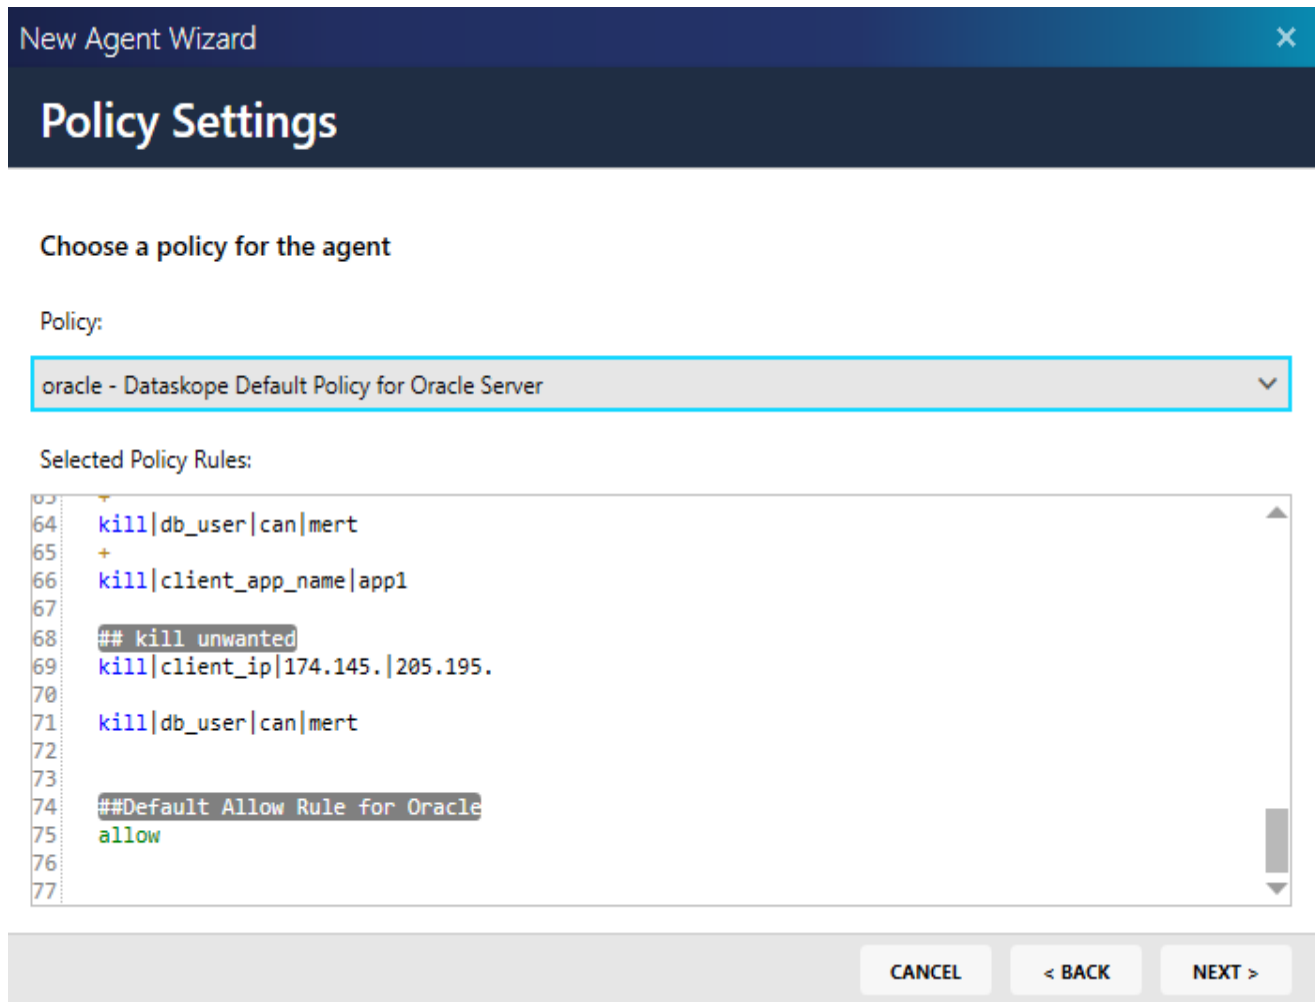 New Agent Wizard ×
Policy Settings
Choose a policy for the agent
Policy:
oracle - Dataskope Default Policy for Oracle Server
Selected Policy Rules:
63 +
64 kill|db_user|can|mert
65 +
66 kill|client_app_name|app1
67
68 ## kill unwanted
69 kill|client_ip|174.145.|205.195.
70
71 kill|db_user|can|mert
72
73
74 ##Default Allow Rule for Oracle
75 allow
76
77
CANCEL < BACK NEXT >